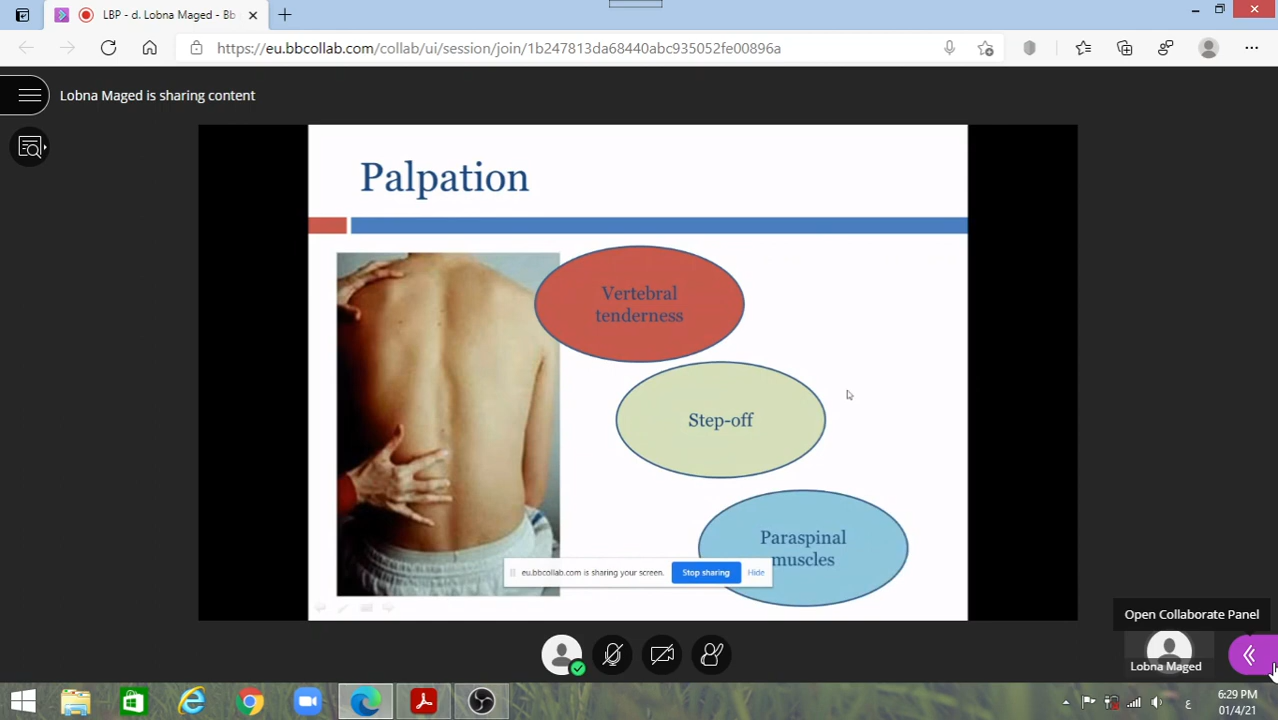 LBP - d. Lobna Maged - Bb
https://eu.bbcollab.com/collab/ui/session/join/1b247813da68440abc935052fe00896a
Lobna Maged is sharing content
Palpation
Vertebral
tenderness
Step-off
Paraspinal
muscles
eu.bbcollab.com is sharing your screen.
Stop sharing
Hide
Open Collaborate Panel
Lobna Maged
ع
6:29 PM
01/4/21